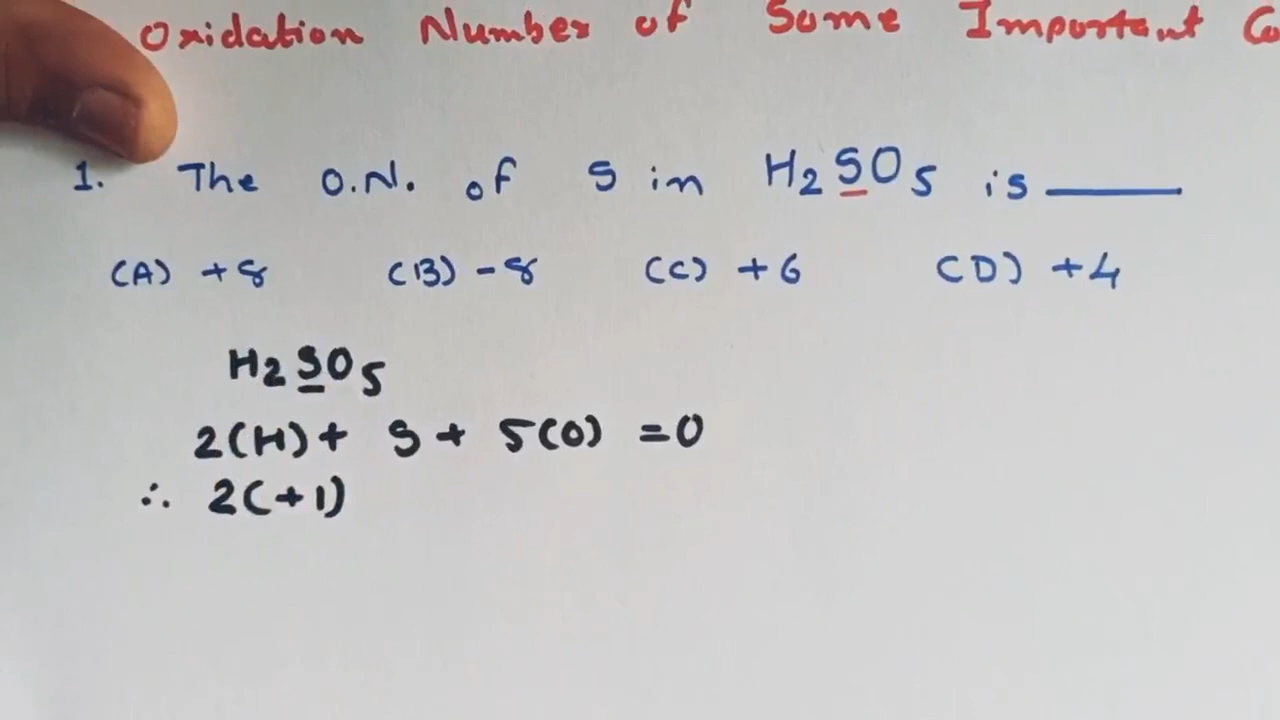 Oxidation Number of Some Important Co
1. The O.N. of S in H₂SO₅ is ____
(A) +8 (B) -8 (C) +6 (D) +4
H₂SO₅
2(H) + S + 5(O) = 0
∴ 2(+1)